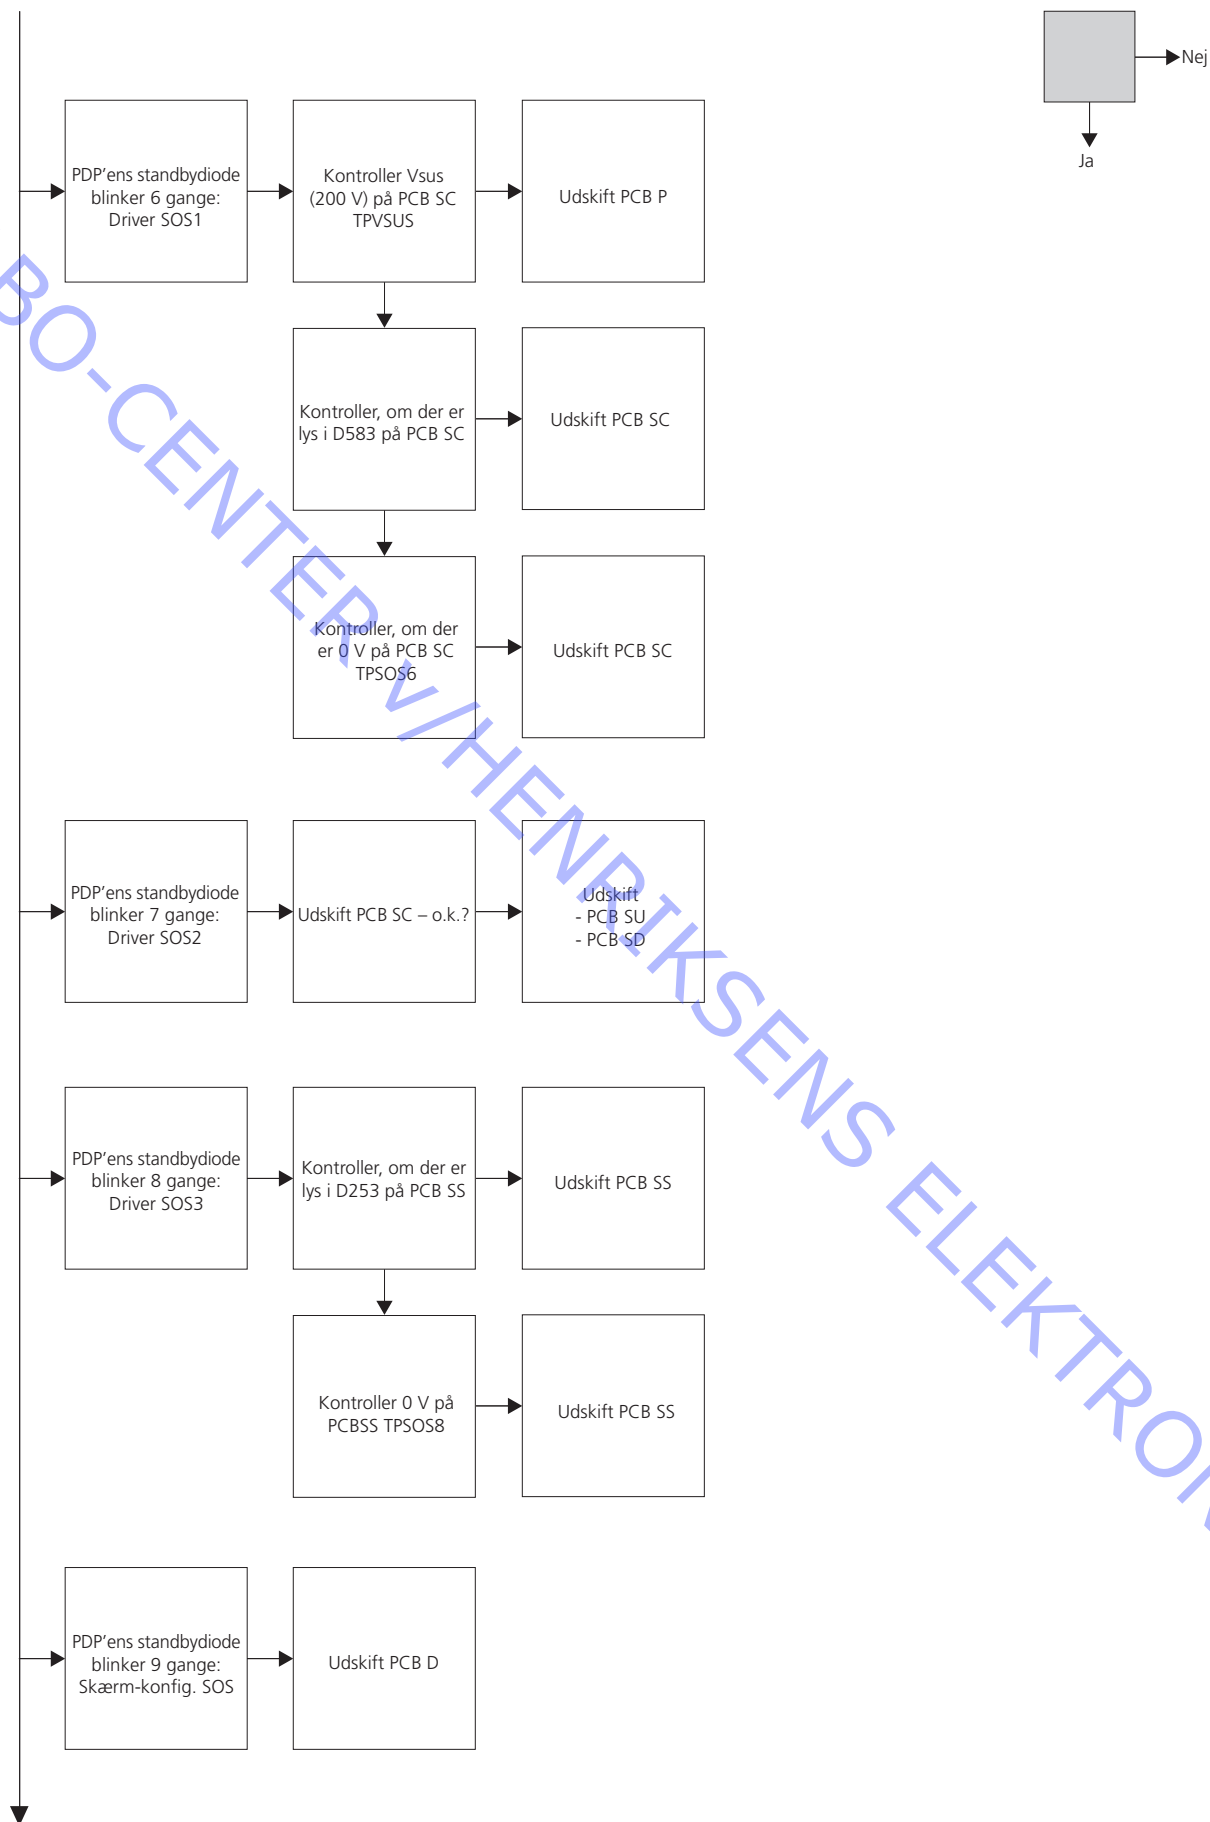 Nej
Ja
PDP'ens standbydiode
blinker 6 gange:
Driver SOS1
Kontroller Vsus
(200 V) på PCB SC
TPVSUS
Udskift PCB P
Kontroller, om der er
lys i D583 på PCB SC
Udskift PCB SC
Kontroller, om der
er 0 V på PCB SC
TPSOS6
Udskift PCB SC
PDP'ens standbydiode
blinker 7 gange:
Driver SOS2
Udskift PCB SC – o.k.?
Udskift
- PCB SU
- PCB SD
PDP'ens standbydiode
blinker 8 gange:
Driver SOS3
Kontroller, om der er
lys i D253 på PCB SS
Udskift PCB SS
Kontroller 0 V på
PCBSS TPSOS8
Udskift PCB SS
PDP'ens standbydiode
blinker 9 gange:
Skærm-konfig. SOS
Udskift PCB D
BO-CENTER v/HENRIKSENS ELEKTRON